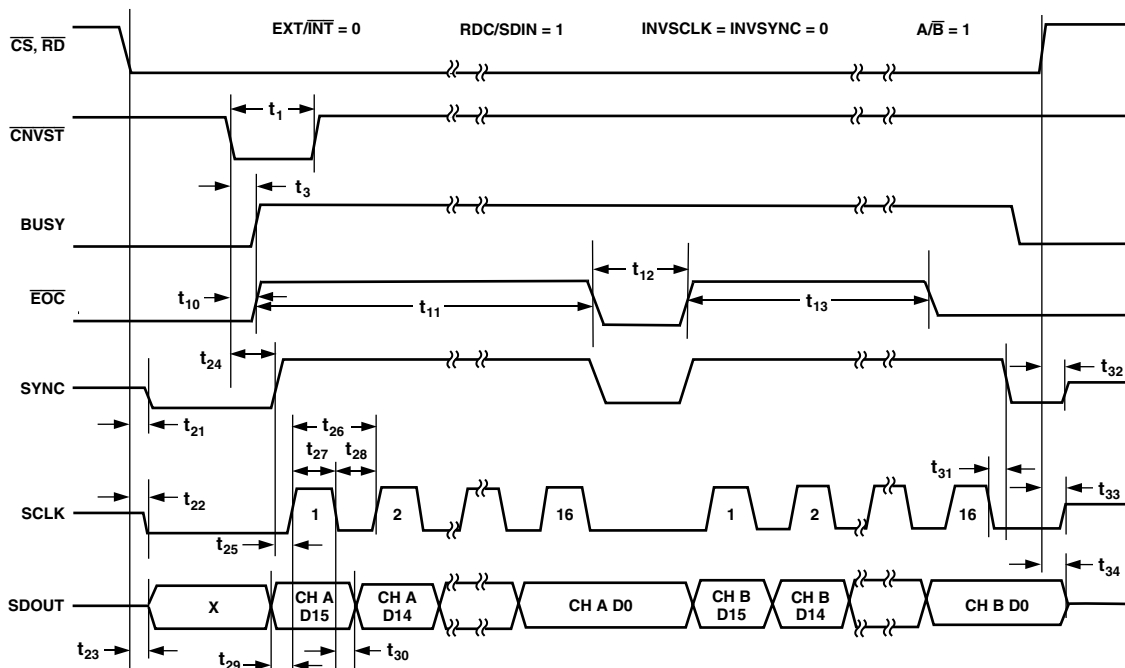 EXT/INT = 0 RDC/SDIN = 1 INVSCLK = INVSYNC = 0 A/B = 1
CS, RD
t1
CNVST
t3
BUSY
t12
EOC
t10
t11
t13
t24
SYNC
t32
t21
t26
t27 t28
t31
t22
t33
SCLK
1 2 16 1 2 16
t25
t34
SDOUT
X
CH A D15
CH A D14
CH A D0
CH B D15
CH B D14
CH B D0
t23
t29
t30